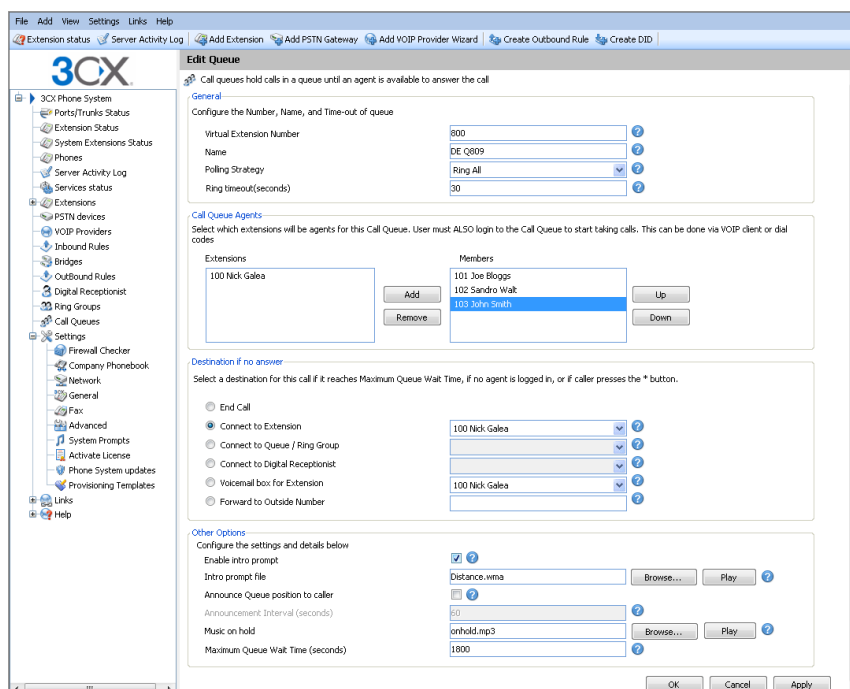 File Add View Settings Links Help
Extension status Server Activity Log Add Extension Add PSTN Gateway Add VOIP Provider Wizard Create Outbound Rule Create DID
3CX
3CX Phone System
Ports/Trunks Status
Extension Status
System Extensions Status
Phones
Server Activity Log
Services status
Extensions
PSTN devices
VOIP Providers
Inbound Rules
Bridges
OutBound Rules
Digital Receptionist
Ring Groups
Call Queues
Settings
Firewall Checker
Company Phonebook
Network
General
Fax
Advanced
System Prompts
Activate License
Phone System updates
Provisioning Templates
Links
Help
Edit Queue
Call queues hold calls in a queue until an agent is available to answer the call
General
Configure the Number, Name, and Time-out of queue
Virtual Extension Number 800
Name DE Q809
Polling Strategy Ring All
Ring timeout(seconds) 30
Call Queue Agents
Select which extensions will be agents for this Call Queue. User must ALSO login to the Call Queue to start taking calls. This can be done via VOIP client or dial
codes
Extensions Members
100 Nick Galea
101 Joe Bloggs
102 Sandro Walt
103 John Smith
Add
Remove
Up
Down
Destination if no answer
Select a destination for this call if it reaches Maximum Queue Wait Time, if no agent is logged in, or if caller presses the * button.
End Call
Connect to Extension 100 Nick Galea
Connect to Queue / Ring Group
Connect to Digital Receptionist
Voicemail box for Extension 100 Nick Galea
Forward to Outside Number
Other Options
Configure the settings and details below
Enable intro prompt
Intro prompt file Distance.wma Browse... Play
Announce Queue position to caller
Announcement Interval (seconds) 60
Music on hold onhold.mp3 Browse... Play
Maximum Queue Wait Time (seconds) 1800
OK Cancel Apply